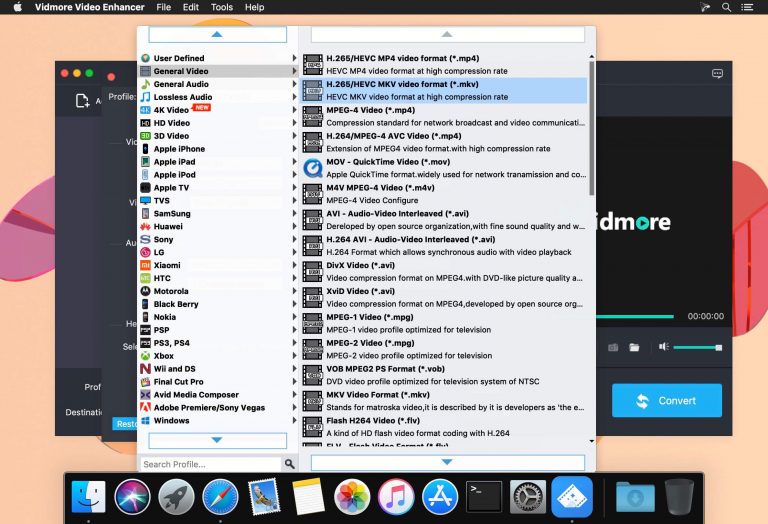 Vidmore Video Enhancer File Edit Tools Help
Profile:
User Defined
General Video
General Audio
Lossless Audio
4K 4K Video NEW
HD HD Video
3D 3D Video
Apple iPhone
Apple iPad
Apple iPod
tv Apple TV
TVS
SamSung
Huawei
Sony
LG LG
mi Xiaomi
HTC HTC
Motorola
Black Berry
Nokia
PSP
PS3, PS4
Xbox
Wii and DS
Final Cut Pro
Avid Media Composer
Adobe Premiere/Sony Vegas
Windows
Search Profile...
H.265/HEVC MP4 video format (*.mp4)
HEVC MP4 video format at high compression rate
H.265/HEVC MKV video format (*.mkv)
HEVC MKV video format at high compression rate
MPEG-4 Video (*.mp4)
Compression standard for network broadcast and video communicati...
H.264/MPEG-4 AVC Video (*.mp4)
Extension of MPEG4 video format.with high compression rate
MOV - QuickTime Video (*.mov)
Apple QuickTime format.widely used for network tranamission and co...
M4V MPEG-4 Video (*.m4v)
MPEG-4 Video Configure
AVI - Audio-Video Interleaved (*.avi)
Dereloped by open source organization,with fine sound quality and w...
H.264 AVI - Audio-Video Interleaved (*.avi)
H.264 Format which allows synchronous audio with video playback
DivX Video (*.avi)
Video compression format on MPEG4.with DVD-like picture quality a...
XviD Video (*.avi)
Video compression format on MPEG4,developed by open source org...
MPEG-1 Video (*.mpg)
MPEG-1 video profile optimized for television
MPEG-2 Video (*.mpg)
MPEG-2 video profile optimized for television
VOB MPEG2 PS Format (*.vob)
DVD video profile optimized for television system of NTSC
MKV Video Format (*.mkv)
Stands for matroska video,it is described by it is developed as 'the e...
Flash H264 Video (*.flv)
A kind of HD flash video format coding with H.264
FLV - Flash Video Format (*.flv)
idmore
00:00:00
Convert
Destinatio
Resto